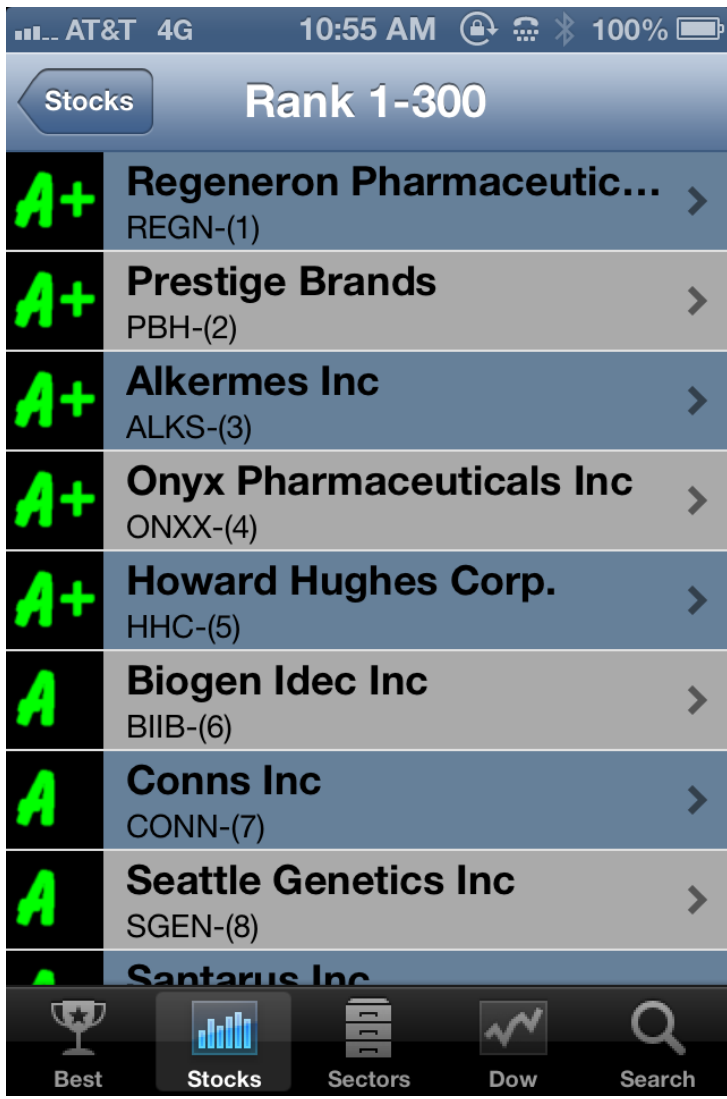 AT&T 4G 10:55 AM 100%
Stocks Rank 1-300
A+ Regeneron Pharmaceutic...
REGN-(1)
A+ Prestige Brands
PBH-(2)
A+ Alkermes Inc
ALKS-(3)
A+ Onyx Pharmaceuticals Inc
ONXX-(4)
A+ Howard Hughes Corp.
HHC-(5)
A Biogen Idec Inc
BIIB-(6)
A Conns Inc
CONN-(7)
A Seattle Genetics Inc
SGEN-(8)
A Santarus Inc
Best Stocks Sectors Dow Search